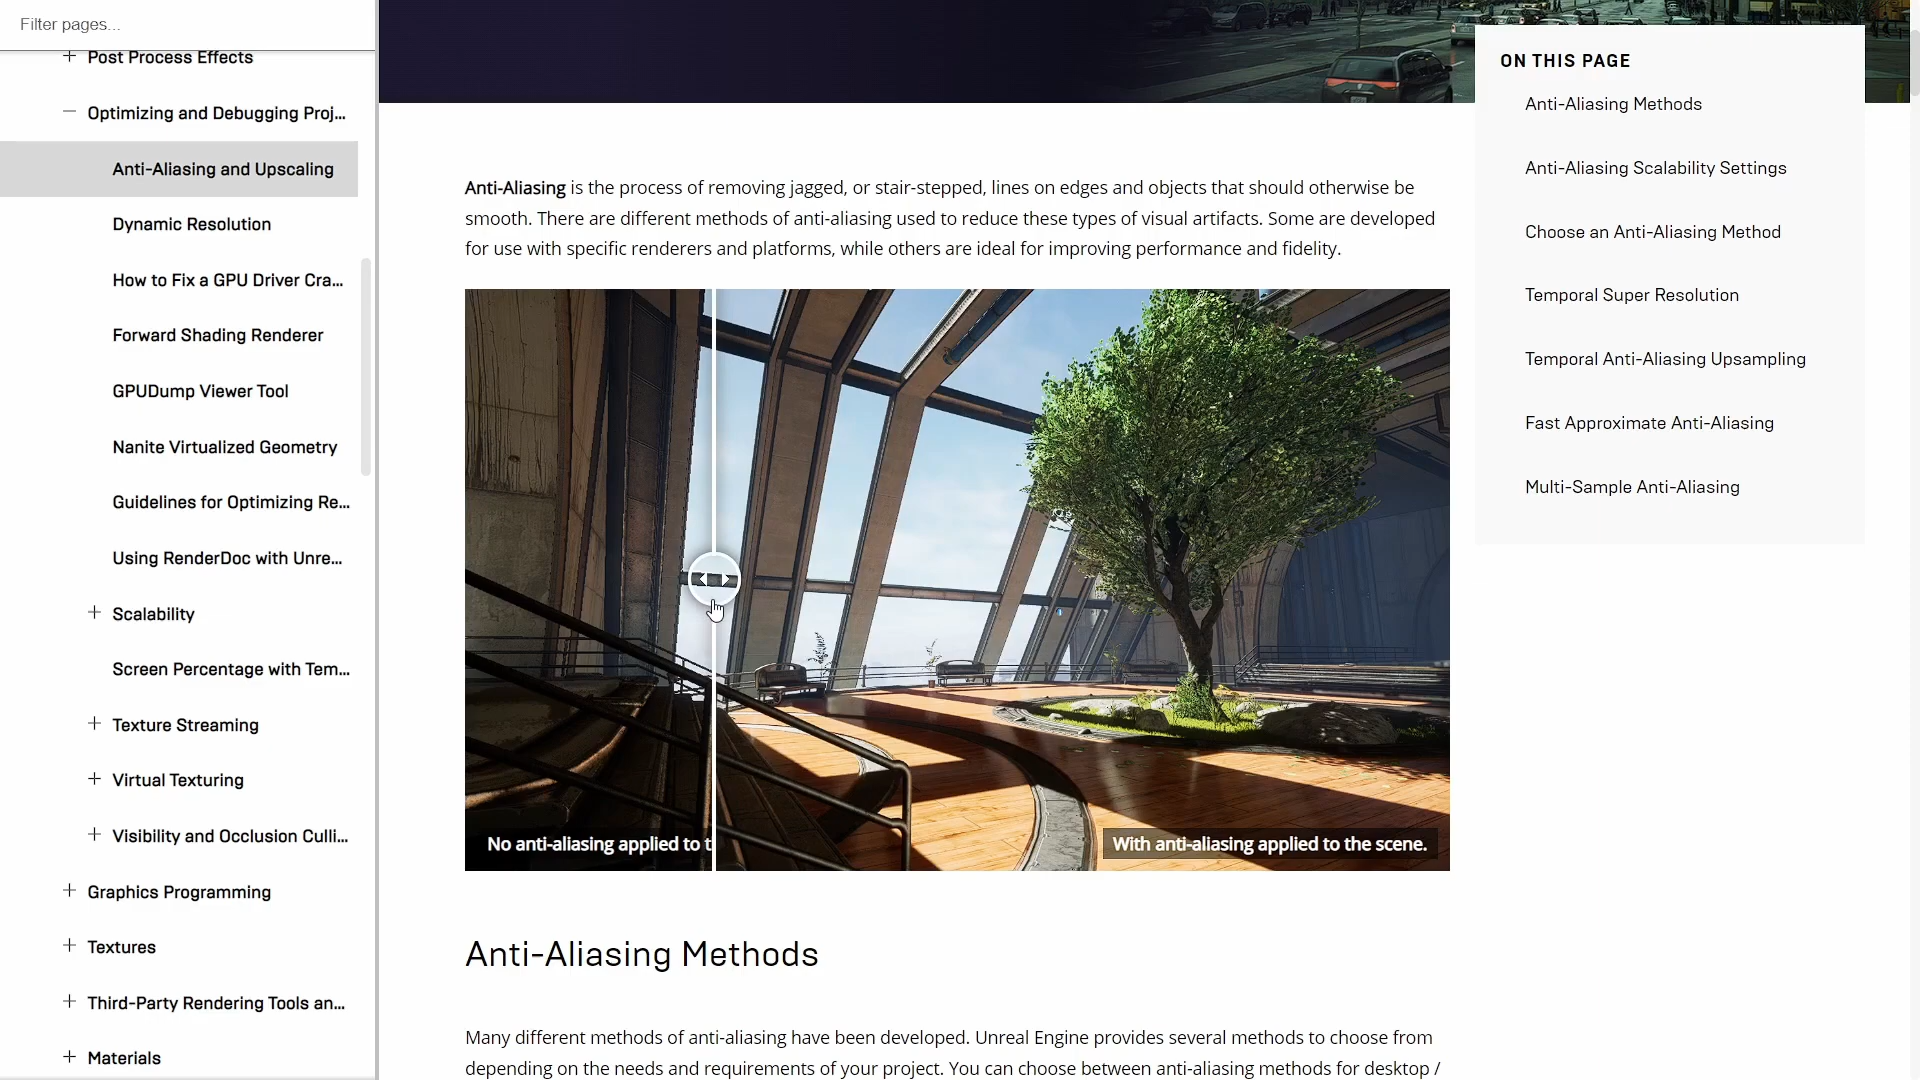 Filter pages...
Post Process Effects
Optimizing and Debugging Proj...
Anti-Aliasing and Upscaling
Dynamic Resolution
How to Fix a GPU Driver Cra...
Forward Shading Renderer
GPUDump Viewer Tool
Nanite Virtualized Geometry
Guidelines for Optimizing Re...
Using RenderDoc with Unre...
Scalability
Screen Percentage with Tem...
Texture Streaming
Virtual Texturing
Visibility and Occlusion Culli...
Graphics Programming
Textures
Third-Party Rendering Tools an...
Materials
Anti-Aliasing is the process of removing jagged, or stair-stepped, lines on edges and objects that should otherwise be
smooth. There are different methods of anti-aliasing used to reduce these types of visual artifacts. Some are developed
for use with specific renderers and platforms, while others are ideal for improving performance and fidelity.
No anti-aliasing applied to t
With anti-aliasing applied to the scene.
Anti-Aliasing Methods
Many different methods of anti-aliasing have been developed. Unreal Engine provides several methods to choose from
depending on the needs and requirements of your project. You can choose between anti-aliasing methods for desktop /
ON THIS PAGE
Anti-Aliasing Methods
Anti-Aliasing Scalability Settings
Choose an Anti-Aliasing Method
Temporal Super Resolution
Temporal Anti-Aliasing Upsampling
Fast Approximate Anti-Aliasing
Multi-Sample Anti-Aliasing